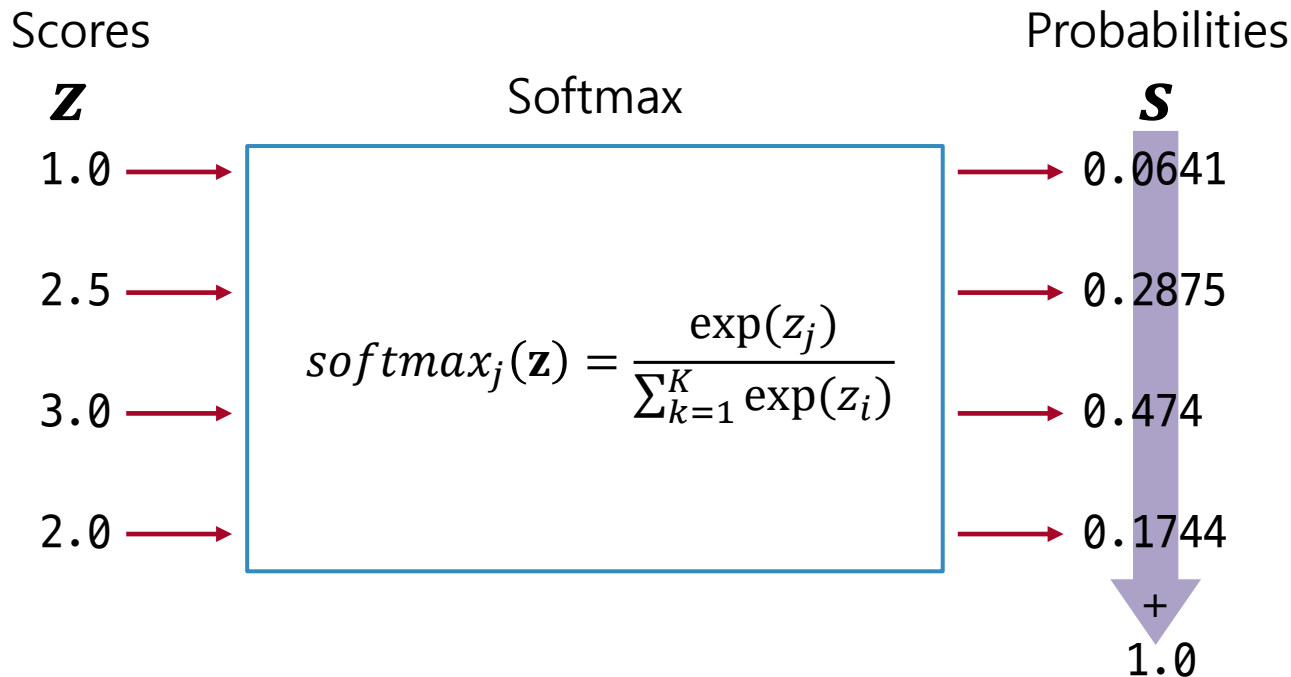 Scores
z
1.0
2.5
3.0
2.0
Softmax
softmax_j(z) = exp(z_j) / ∑_{k=1}^{K} exp(z_i)
Probabilities
s
0.0641
0.2875
0.474
0.1744
+
1.0